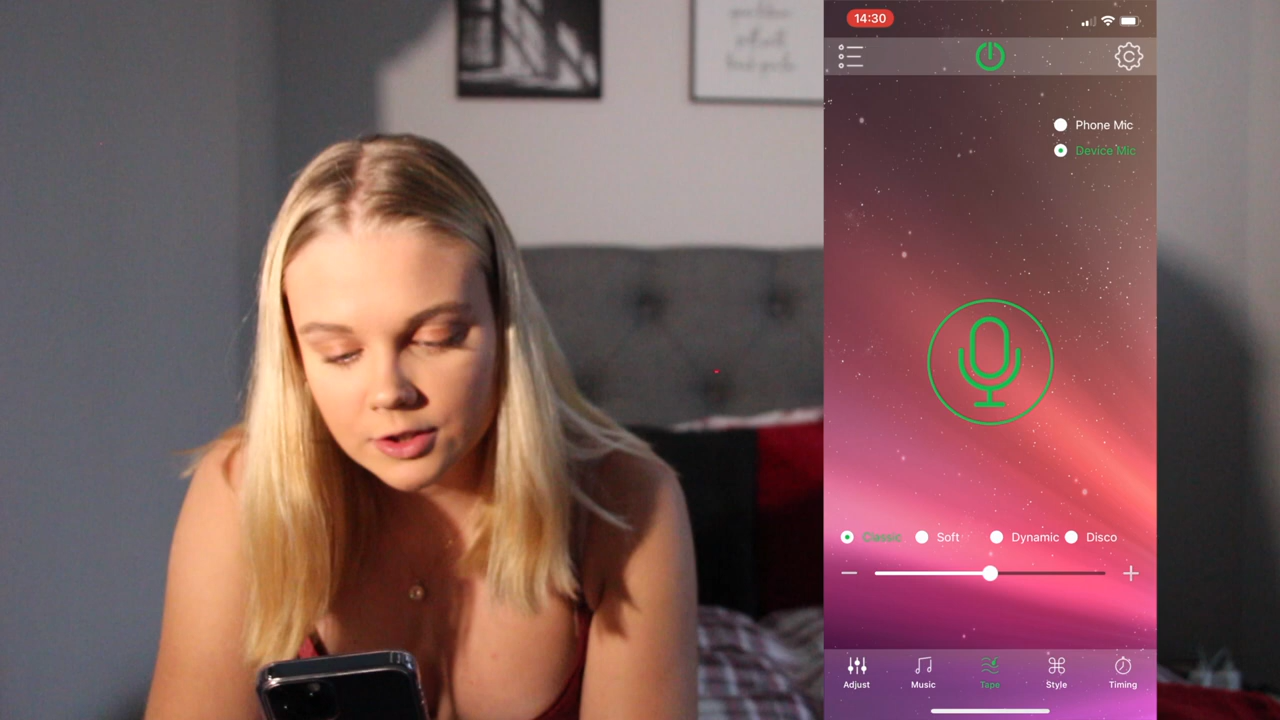 14:30
Phone Mic
Device Mic
Classic
Soft
Dynamic
Disco
Adjust
Music
Tape
Style
Timing